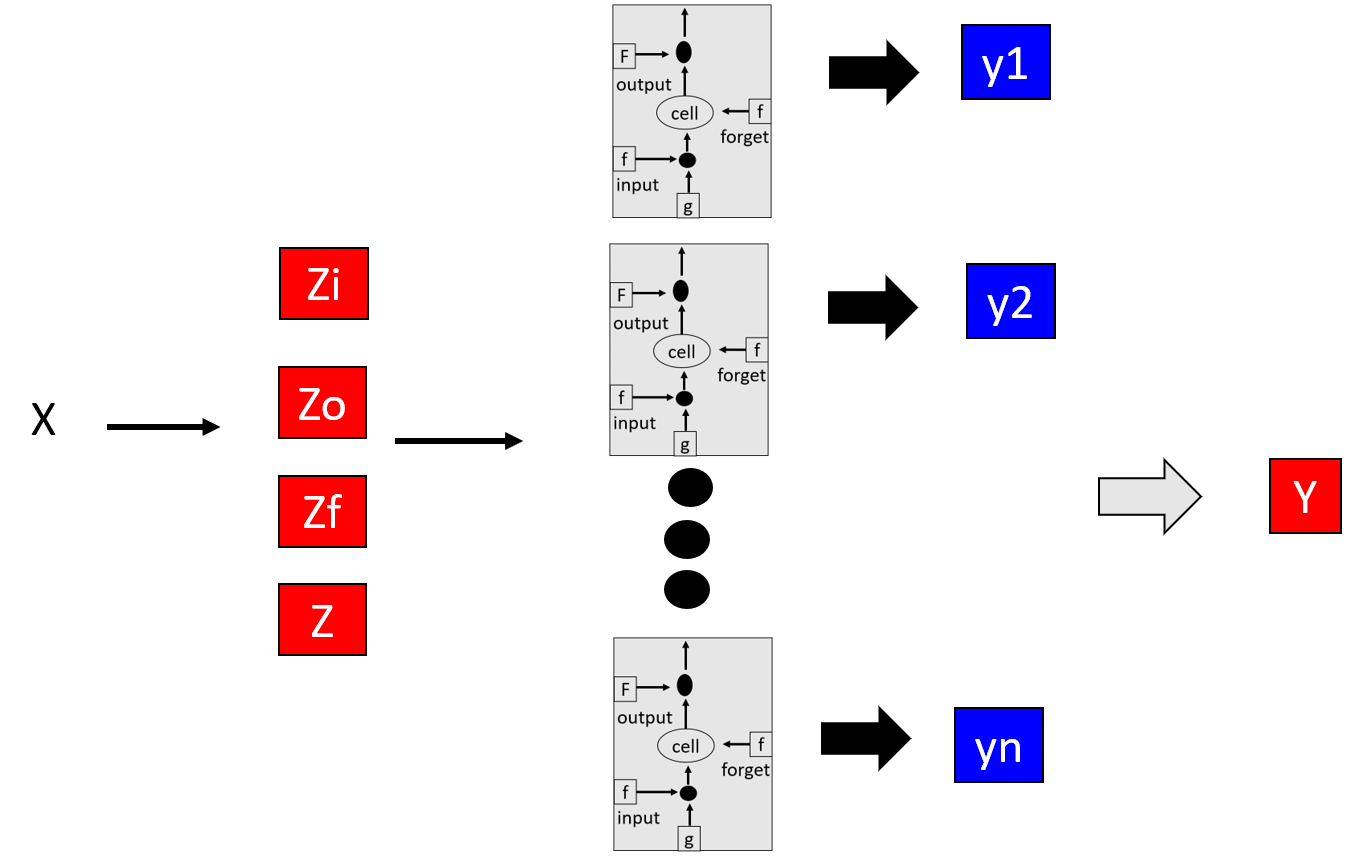 X
Zi
Zo
Zf
Z
F
output
cell
f
forget
f
input
g
y1
F
output
cell
f
forget
f
input
g
y2
F
output
cell
f
forget
f
input
g
yn
Y